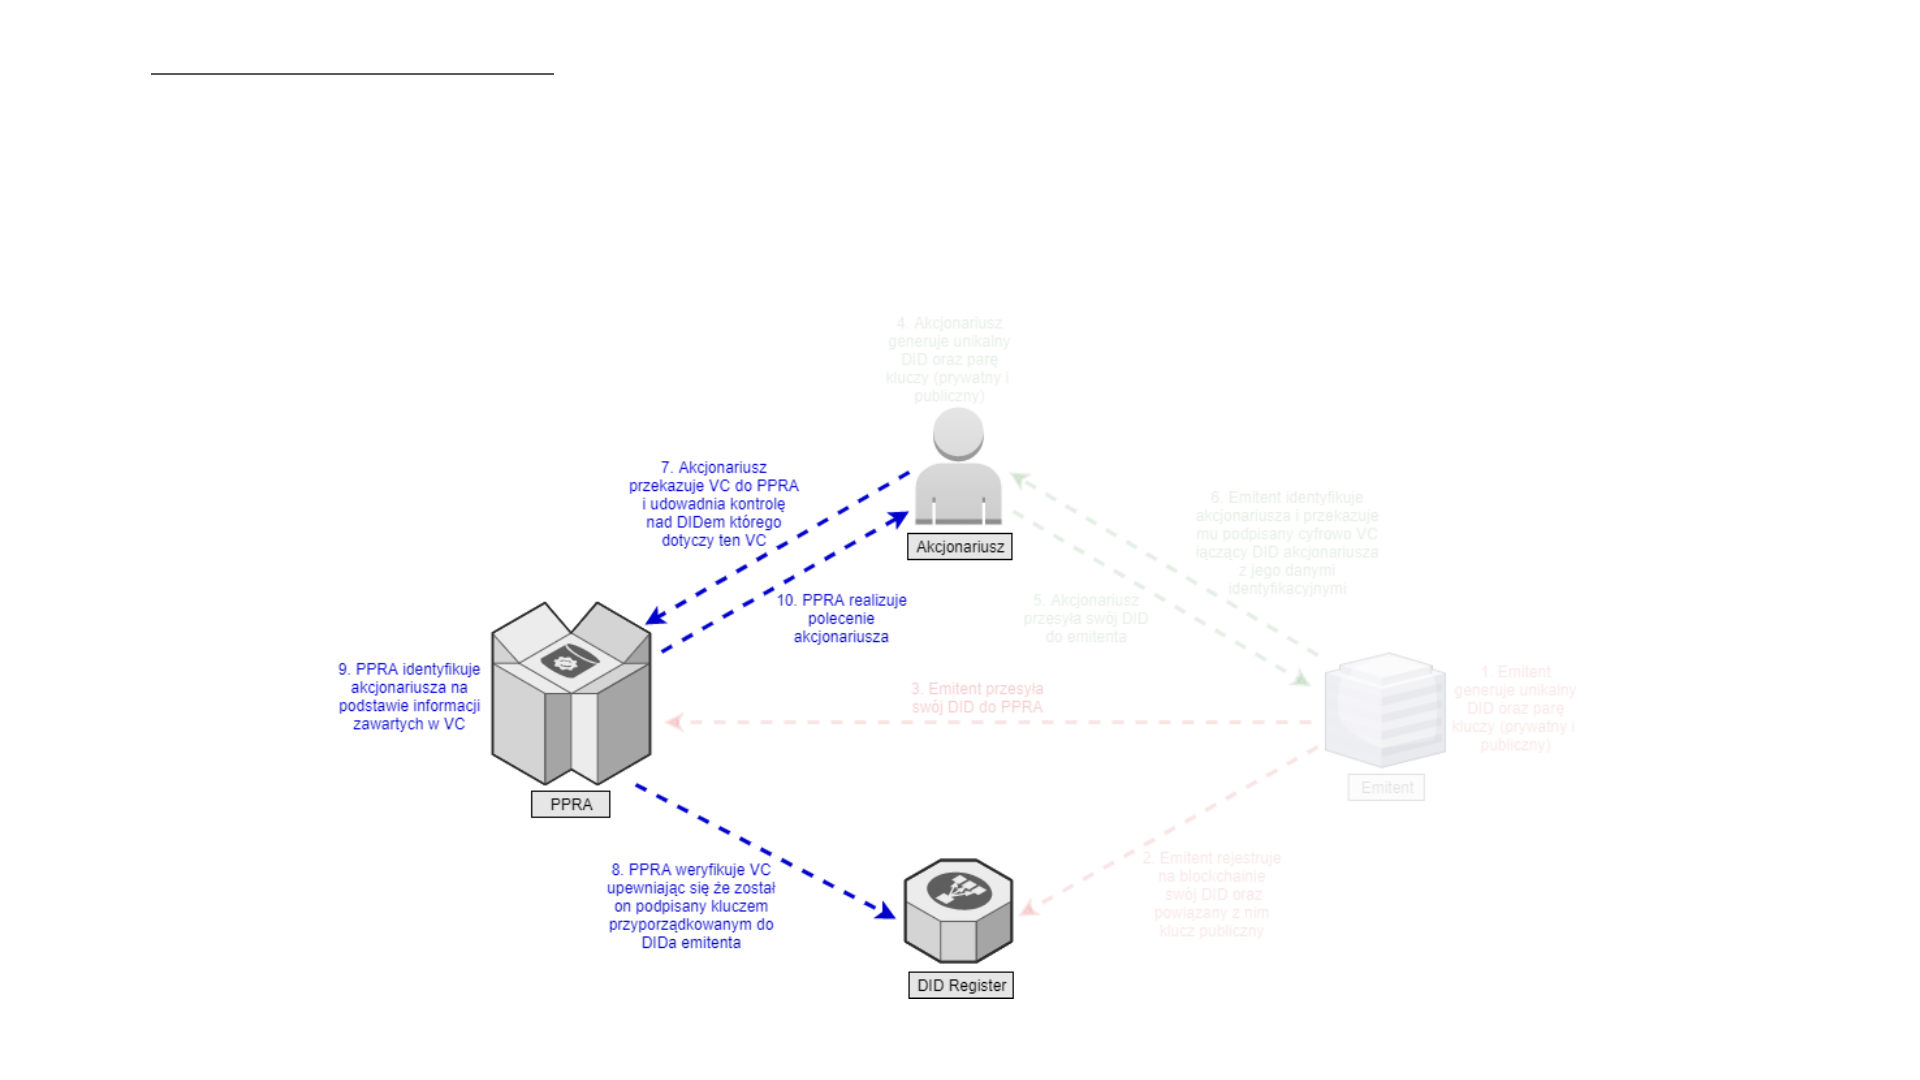 4. Akcjonariusz
generuje unikalny
DID oraz parę
kluczy (prywatny i
publiczny)
7. Akcjonariusz
przekazuje VC do PPRA
i udowadnia kontrolę
nad DIDem którego
dotyczy ten VC
Akcjonariusz
6. Emitent identyfikuje
akcjonariusza i przekazuje
mu podpisany cyfrowo VC
łączący DID akcjonariusza
z jego danymi
identyfikacyjnymi
10. PPRA realizuje
polecenie
akcjonariusza
5. Akcjonariusz
przesyła swój DID
do emitenta
9. PPRA identyfikuje
akcjonariusza na
podstawie informacji
zawartych w VC
3. Emitent przesyła
swój DID do PPRA
1. Emitent
generuje unikalny
DID oraz parę
kluczy (prywatny i
publiczny)
PPRA
Emitent
8. PPRA weryfikuje VC
upewniając się że został
on podpisany kluczem
przyporządkowanym do
DIDa emitenta
2. Emitent rejestruje
na blockchainie
swój DID oraz
powiązany z nim
klucz publiczny
DID Register